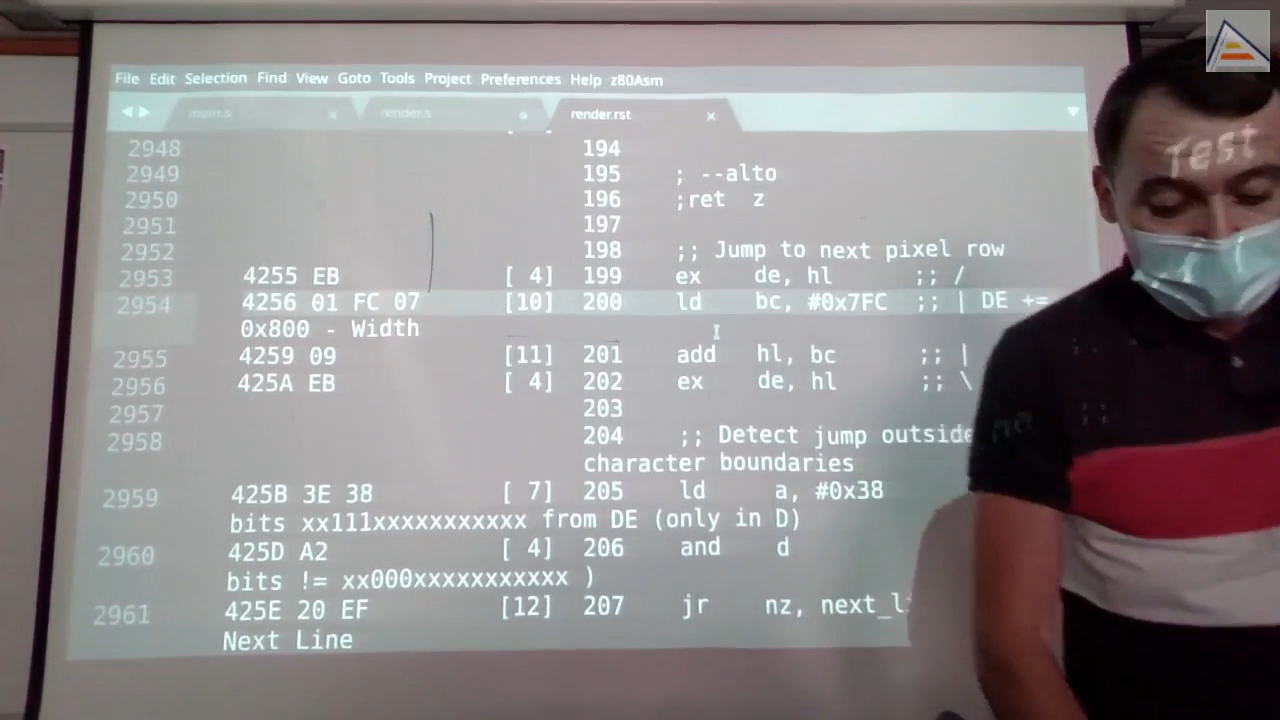 File Edit Selection Find View Goto Tools Project Preferences Help z80Asm
main.s render.s render.rst
2948 194
2949 195 ; --alto
2950 196 ;ret z
2951 197
2952 198 ;; Jump to next pixel row
2953 4255 EB [ 4] 199 ex de, hl ;; /
2954 4256 01 FC 07 [10] 200 ld bc, #0x7FC ;; | DE +=
0x800 - Width
2955 4259 09 [11] 201 add hl, bc ;; |
2956 425A EB [ 4] 202 ex de, hl ;; \
2957 203
2958 204 ;; Detect jump outside
character boundaries
2959 425B 3E 38 [ 7] 205 ld a, #0x38
bits xx111xxxxxxxxxxx from DE (only in D)
2960 425D A2 [ 4] 206 and d
bits != xx000xxxxxxxxxxx )
2961 425E 20 EF [12] 207 jr nz, next_l
Next Line
Test